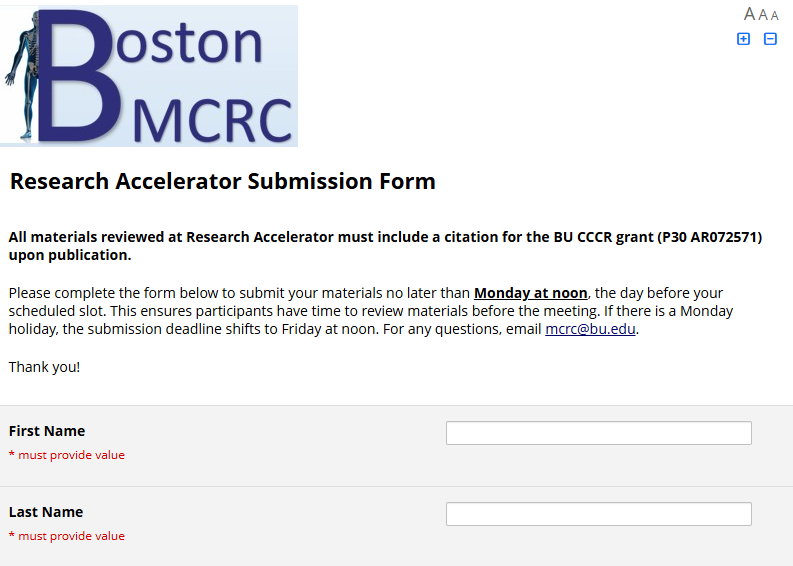 Boston
MCRC
A A A
Research Accelerator Submission Form
All materials reviewed at Research Accelerator must include a citation for the BU CCCR grant (P30 AR072571)
upon publication.
Please complete the form below to submit your materials no later than Monday at noon, the day before your
scheduled slot. This ensures participants have time to review materials before the meeting. If there is a Monday
holiday, the submission deadline shifts to Friday at noon. For any questions, email mcrc@bu.edu.
Thank you!
First Name
* must provide value
Last Name
* must provide value